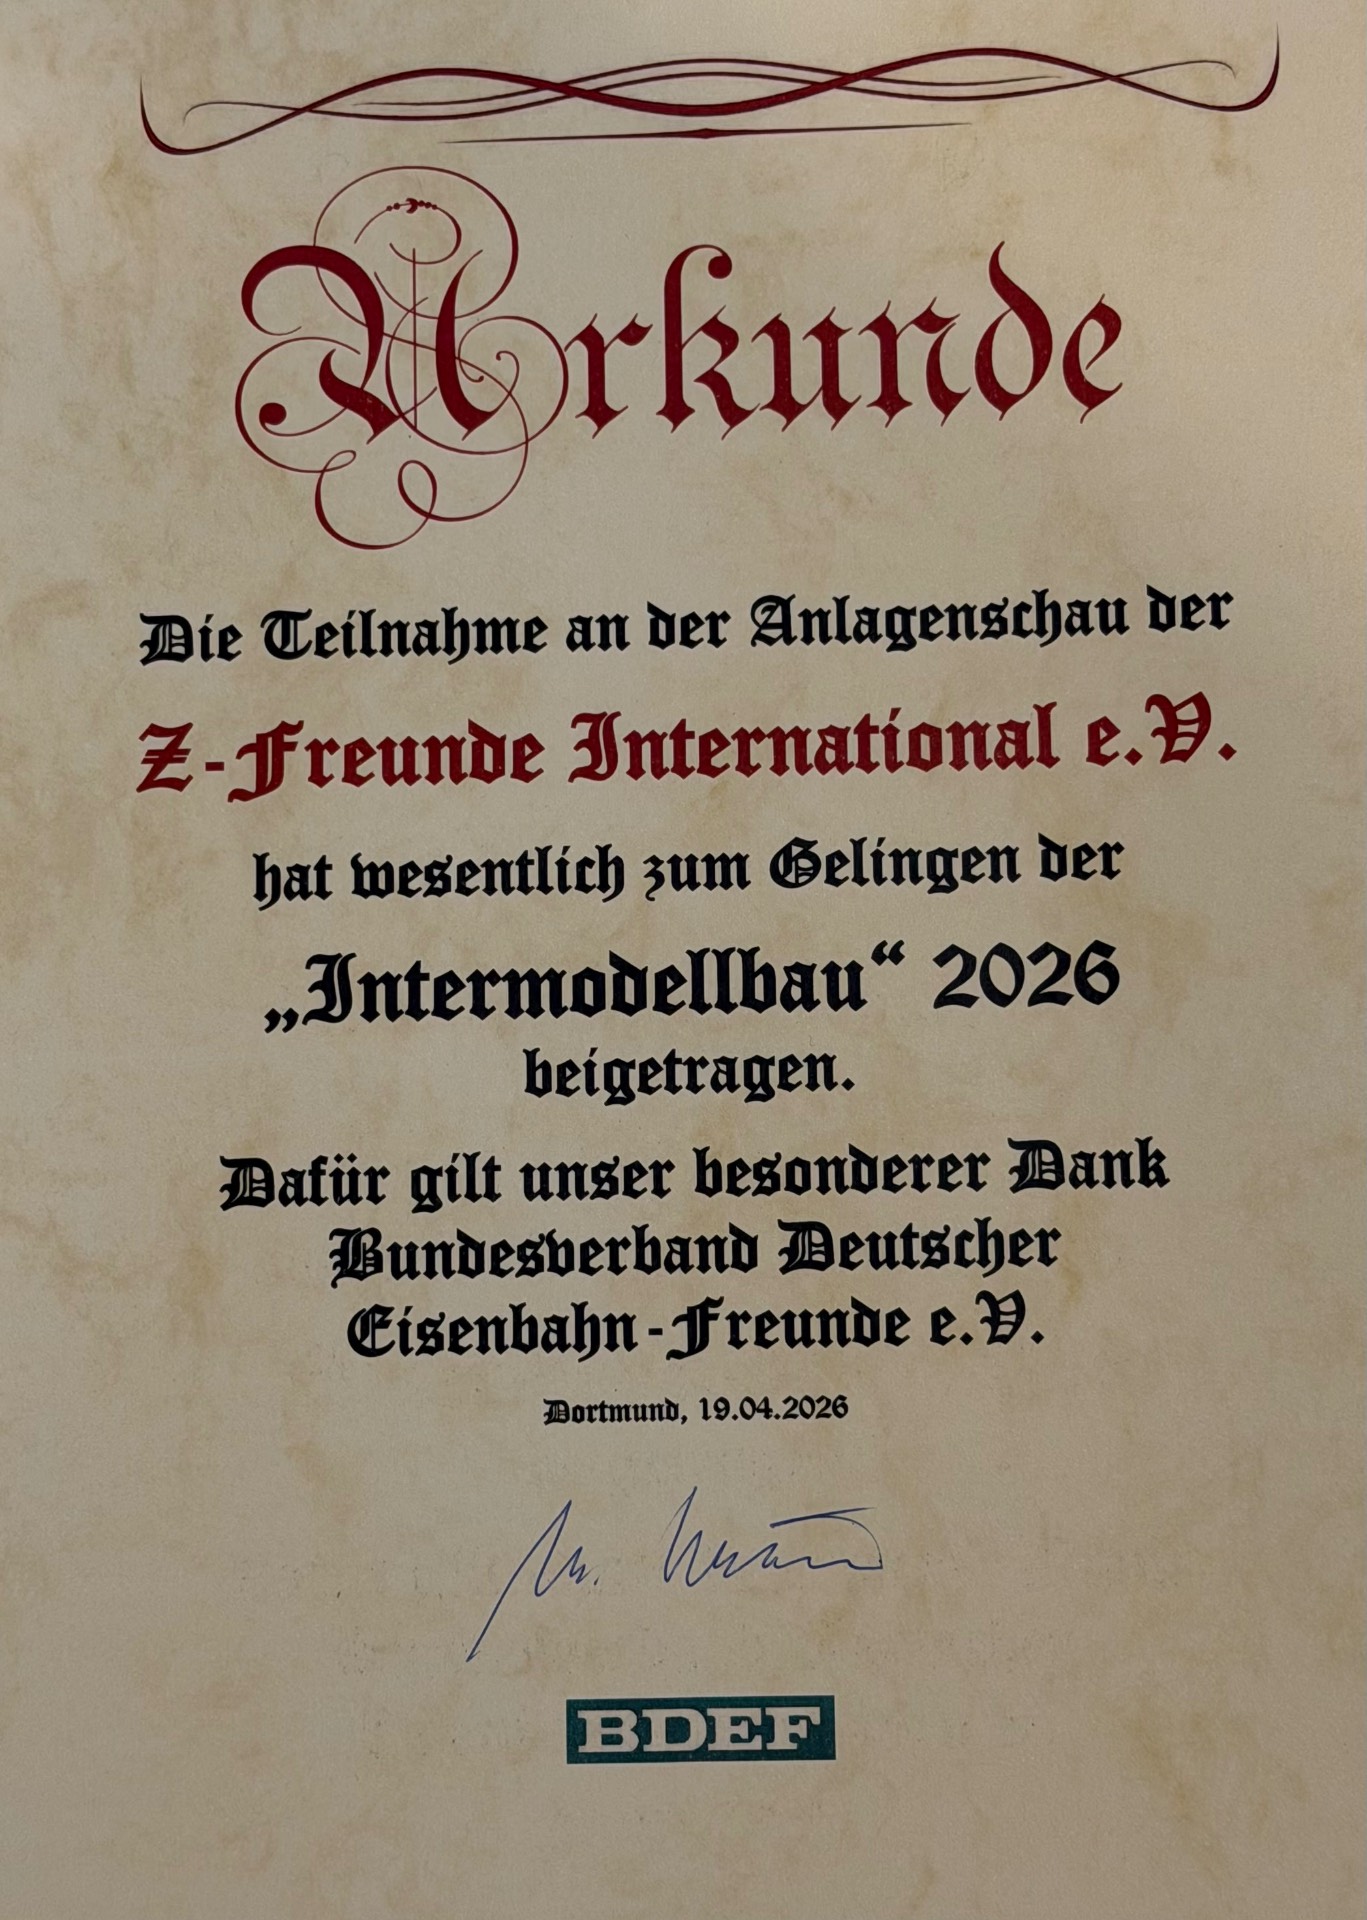 Urkunde
Die Teilnahme an der Anlagenschau der
Z-Freunde International e.V.
hat wesentlich zum Gelingen der
„Intermodellbau“ 2026
beigetragen.
Dafür gilt unser besonderer Dank
Bundesverband Deutscher
Eisenbahn-Freunde e.V.
Dortmund, 19.04.2026
BDEF